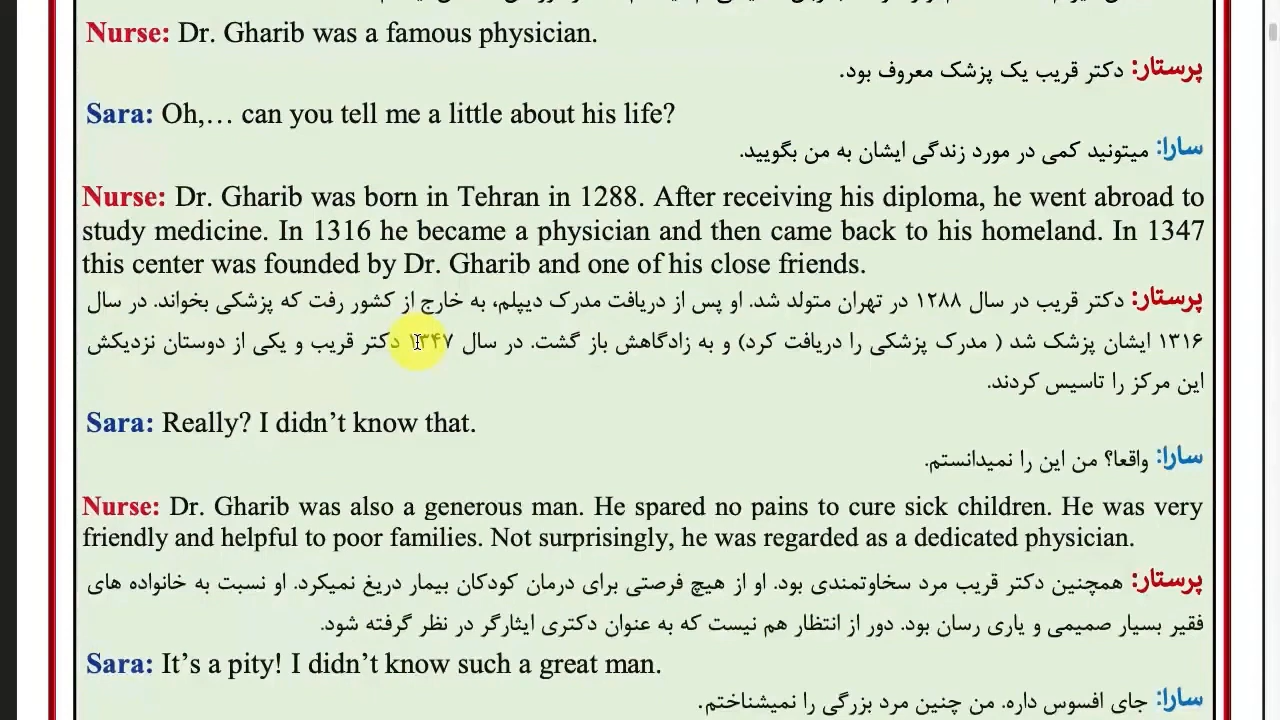 Nurse: Dr. Gharib was a famous physician.
پرستار: دکتر قریب یک پزشک معروف بود.
Sara: Oh,… can you tell me a little about his life?
سارا: میتونید کمی در مورد زندگی ایشان به من بگویید.
Nurse: Dr. Gharib was born in Tehran in 1288. After receiving his diploma, he went abroad to
study medicine. In 1316 he became a physician and then came back to his homeland. In 1347
this center was founded by Dr. Gharib and one of his close friends.
پرستار: دکتر قریب در سال ۱۲۸۸ در تهران متولد شد. او پس از دریافت مدرک دیپلم، به خارج از کشور رفت که پزشکی بخواند. در سال
۱۳۱۶ ایشان پزشک شد ( مدرک پزشکی را دریافت کرد) و به زادگاهش باز گشت. در سال ۱۳۴۷ دکتر قریب و یکی از دوستان نزدیکش
این مرکز را تاسیس کردند.
Sara: Really? I didn’t know that.
سارا: واقعا؟ من این را نمیدانستم.
Nurse: Dr. Gharib was also a generous man. He spared no pains to cure sick children. He was very
friendly and helpful to poor families. Not surprisingly, he was regarded as a dedicated physician.
پرستار: همچنین دکتر قریب مرد سخاوتمندی بود. او از هیچ فرصتی برای درمان کودکان بیمار دریغ نمیکرد. او نسبت به خانواده های
فقیر بسیار صمیمی و یاری رسان بود. دور از انتظار هم نیست که به عنوان دکتری ایثارگر در نظر گرفته شود.
Sara: It’s a pity! I didn’t know such a great man.
سارا: جای افسوس داره. من چنین مرد بزرگی را نمیشناختم.